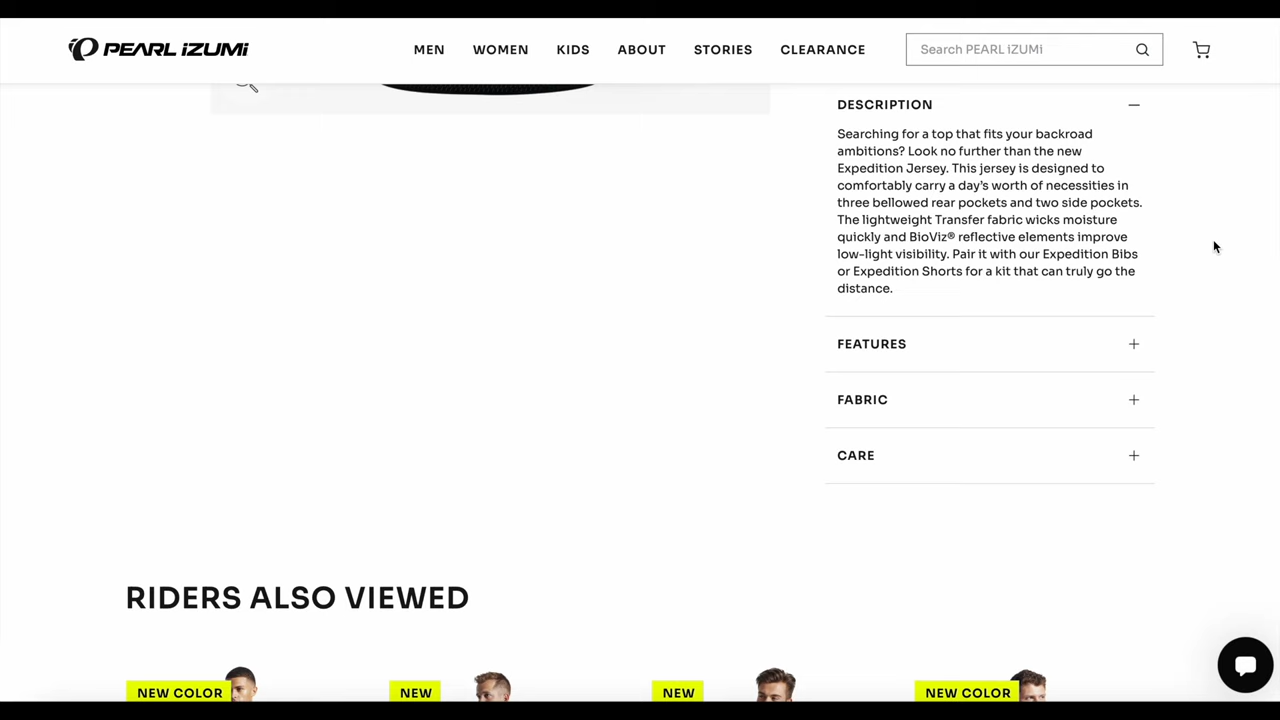 PEARL iZUMi
MEN
WOMEN
KIDS
ABOUT
STORIES
CLEARANCE
Search PEARL iZUMi
DESCRIPTION
Searching for a top that fits your backroad
ambitions? Look no further than the new
Expedition Jersey. This jersey is designed to
comfortably carry a day’s worth of necessities in
three bellowed rear pockets and two side pockets.
The lightweight Transfer fabric wicks moisture
quickly and BioViz® reflective elements improve
low-light visibility. Pair it with our Expedition Bibs
or Expedition Shorts for a kit that can truly go the
distance.
FEATURES
FABRIC
CARE
RIDERS ALSO VIEWED
NEW COLOR
NEW
NEW
NEW COLOR